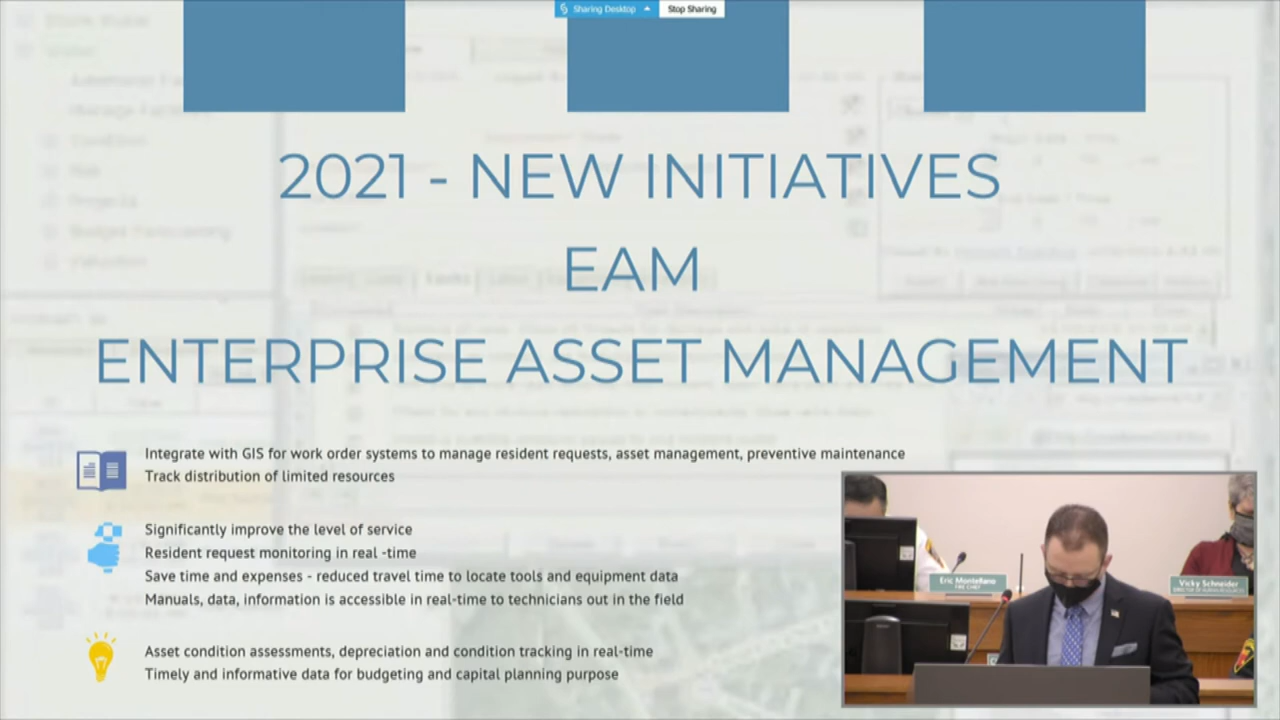 Sharing Desktop Stop Sharing
2021 - NEW INITIATIVES
EAM
ENTERPRISE ASSET MANAGEMENT
Integrate with GIS for work order systems to manage resident requests, asset management, preventive maintenance
Track distribution of limited resources
Significantly improve the level of service
Resident request monitoring in real -time
Save time and expenses - reduced travel time to locate tools and equipment data
Manuals, data, information is accessible in real-time to technicians out in the field
Asset condition assessments, depreciation and condition tracking in real-time
Timely and informative data for budgeting and capital planning purpose
Eric Montellano
FIRE CHIEF
Vicky Schneider
DIRECTOR OF HUMAN RESOURCES